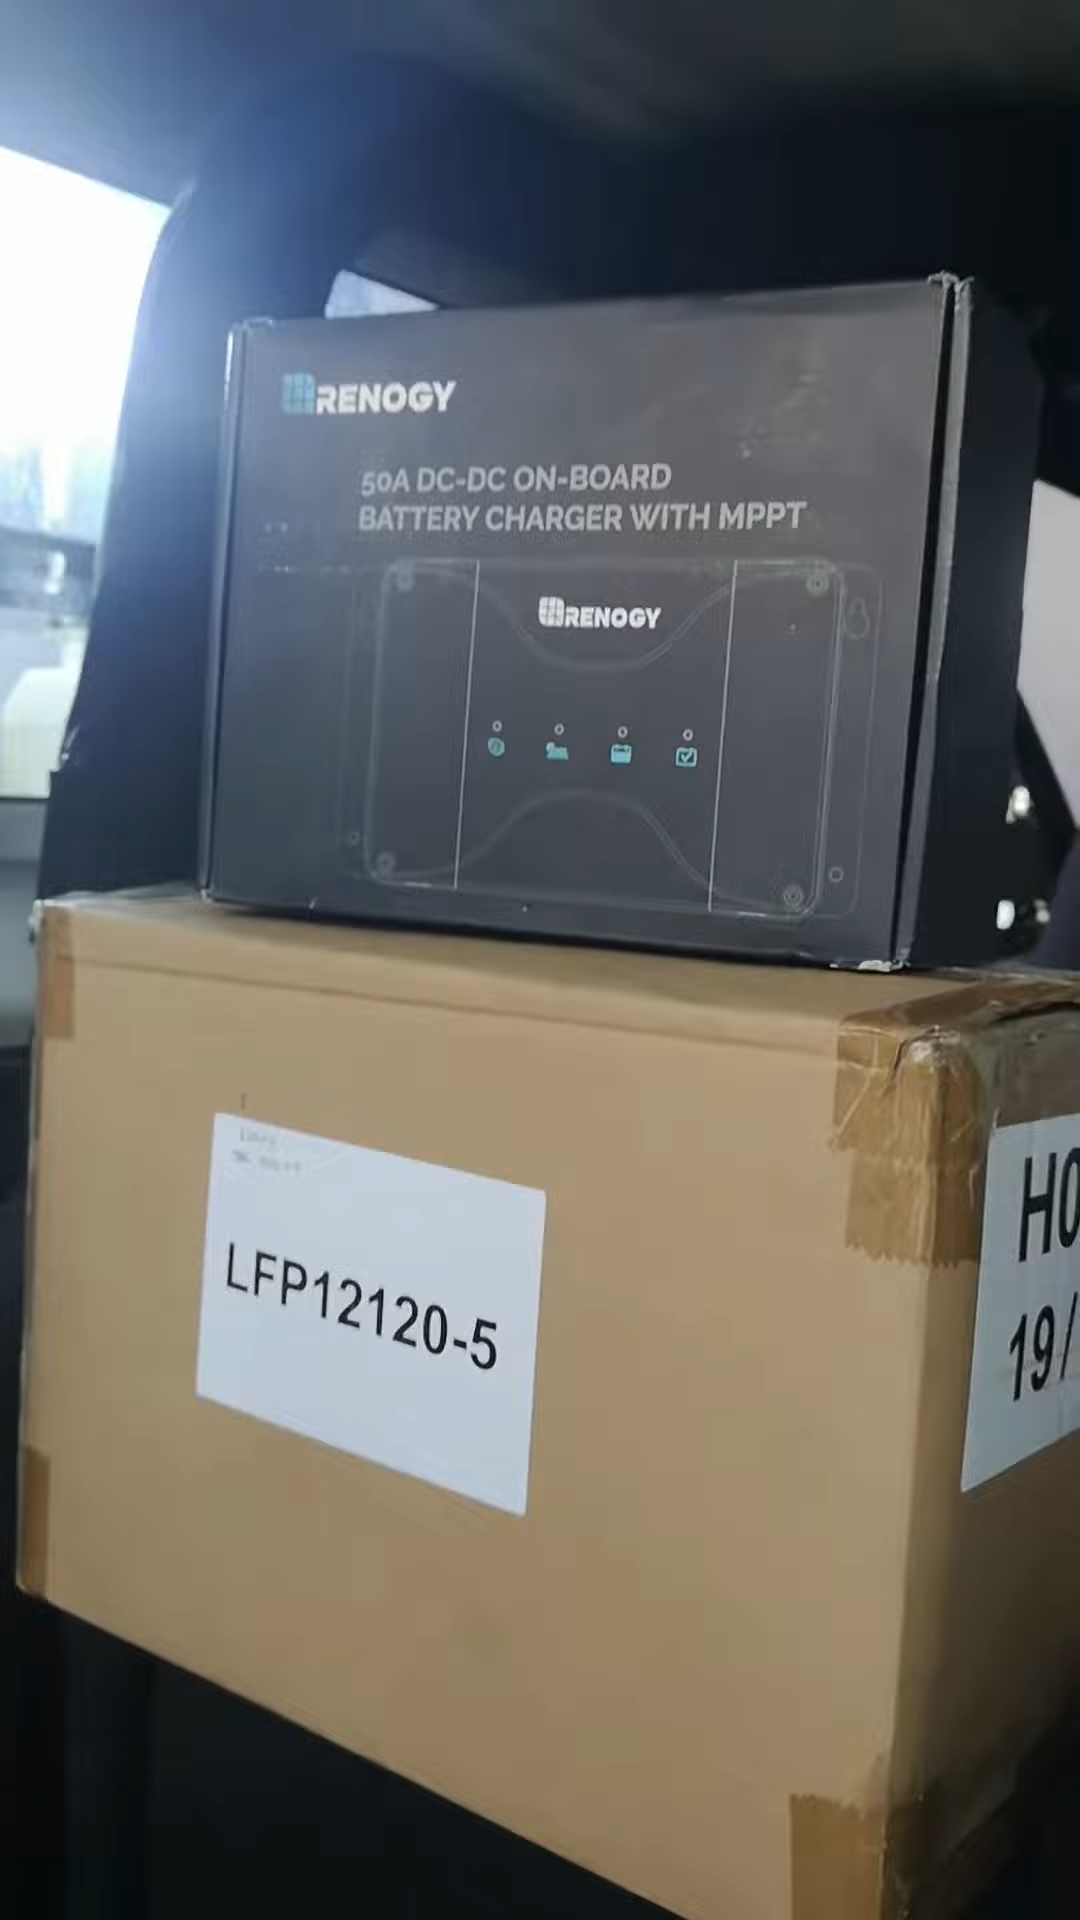 RENOGY
50A DC-DC ON-BOARD
BATTERY CHARGER WITH MPPT
RENOGY
LFP12120-5
HO
19/